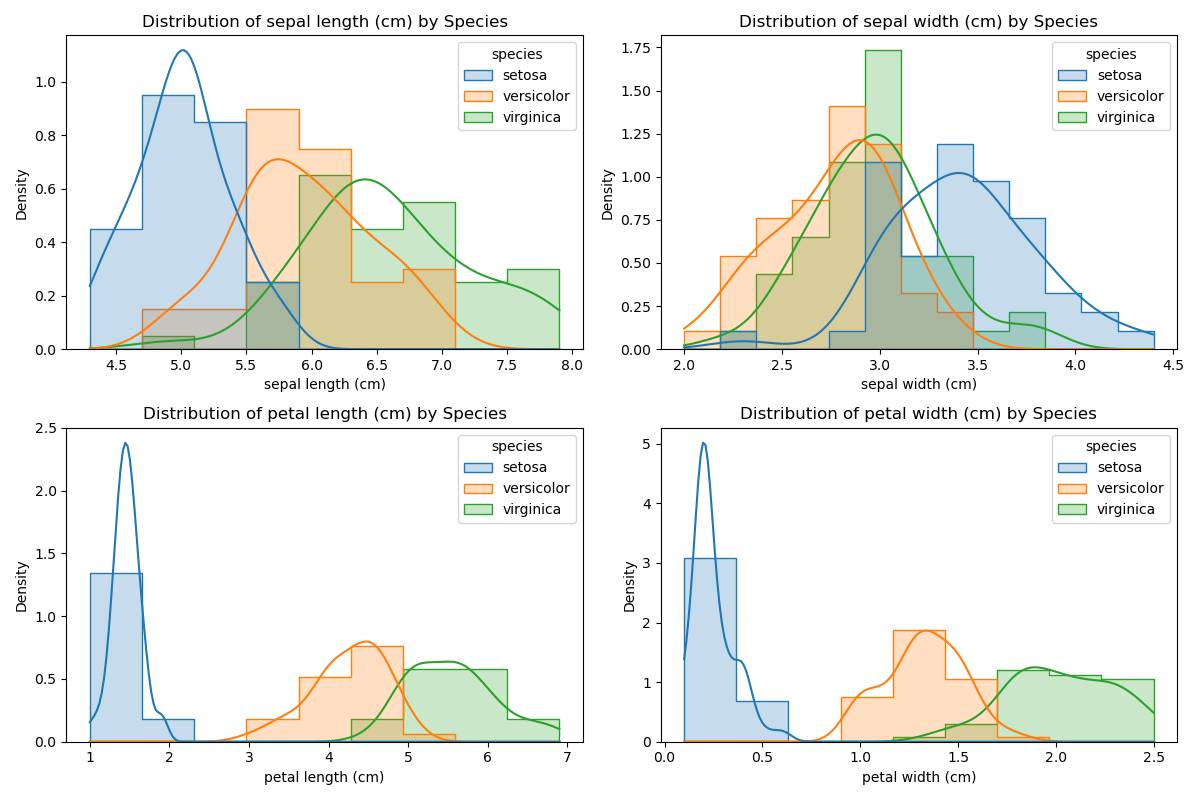 Distribution of sepal length (cm) by Species
species
setosa
versicolor
virginica
1.0
0.8
0.6
0.4
0.2
0.0
Density
4.5 5.0 5.5 6.0 6.5 7.0 7.5 8.0
sepal length (cm)
Distribution of sepal width (cm) by Species
species
setosa
versicolor
virginica
1.75
1.50
1.25
1.00
0.75
0.50
0.25
0.00
Density
2.0 2.5 3.0 3.5 4.0 4.5
sepal width (cm)
Distribution of petal length (cm) by Species
species
setosa
versicolor
virginica
2.5
2.0
1.5
1.0
0.5
0.0
Density
1 2 3 4 5 6 7
petal length (cm)
Distribution of petal width (cm) by Species
species
setosa
versicolor
virginica
5
4
3
2
1
0
Density
0.0 0.5 1.0 1.5 2.0 2.5
petal width (cm)